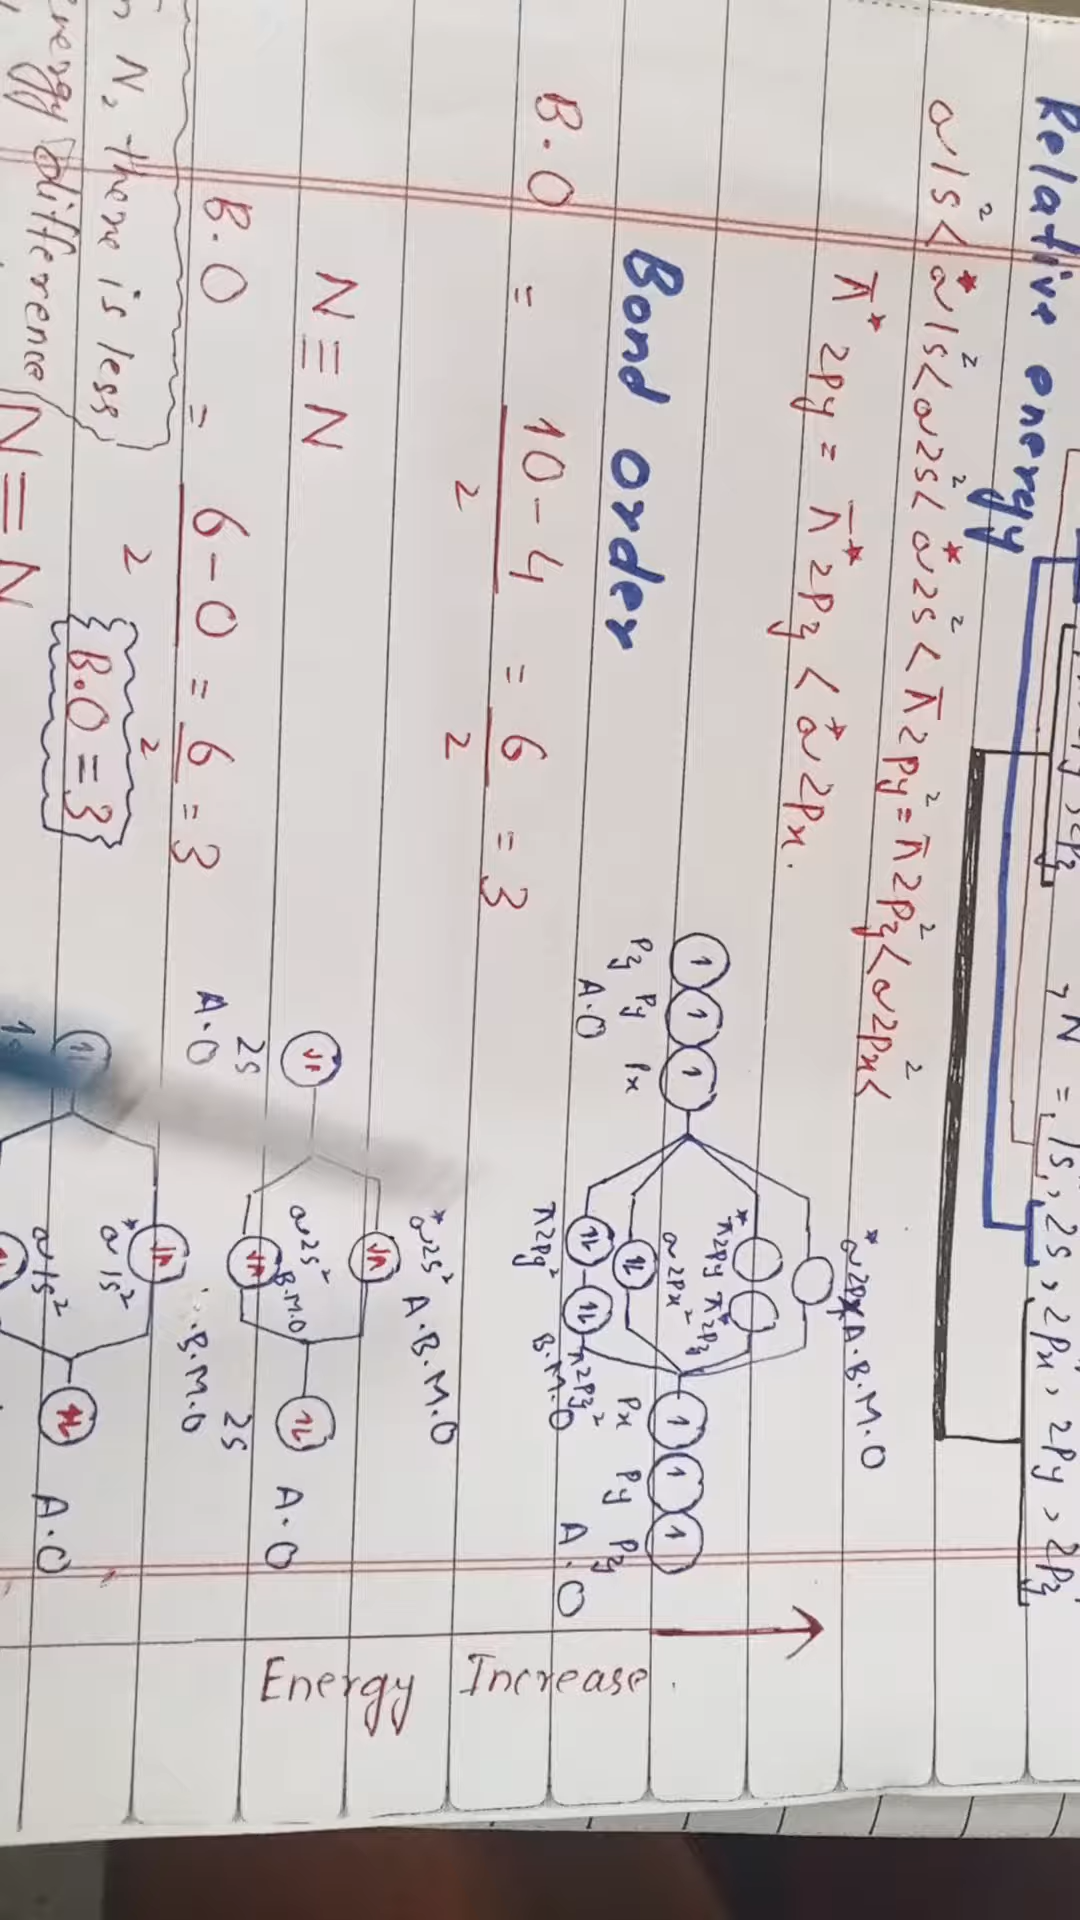 Relative energy
, N = 1s, 2s, 2px, 2py, 2pz
σ1s² < σ*1s² < σ2s² < σ*2s² < π2py² = π2pz² < σ2px² <
π* 2py = π* 2pz < σ* 2px.
Bond order
B.O = 10-4 / 2 = 6 / 2 = 3
N≡N
B.O = 6-0 / 2 = 6 / 2 = 3
B.O = 3
N₂ there is less
energy difference
N≡N
σ*2px A.B.M.O
π*2py π*2pz
σ2px²
π2py² π2pz²
B.M.O
Pz Py Px
A.O
Px Py Pz
A.O
σ*2s² A.B.M.O
σ2s²
B.M.O
2s
A.O
2s
A.O
B.M.O
σ*1s²
σ1s²
A.O
Energy Increase.